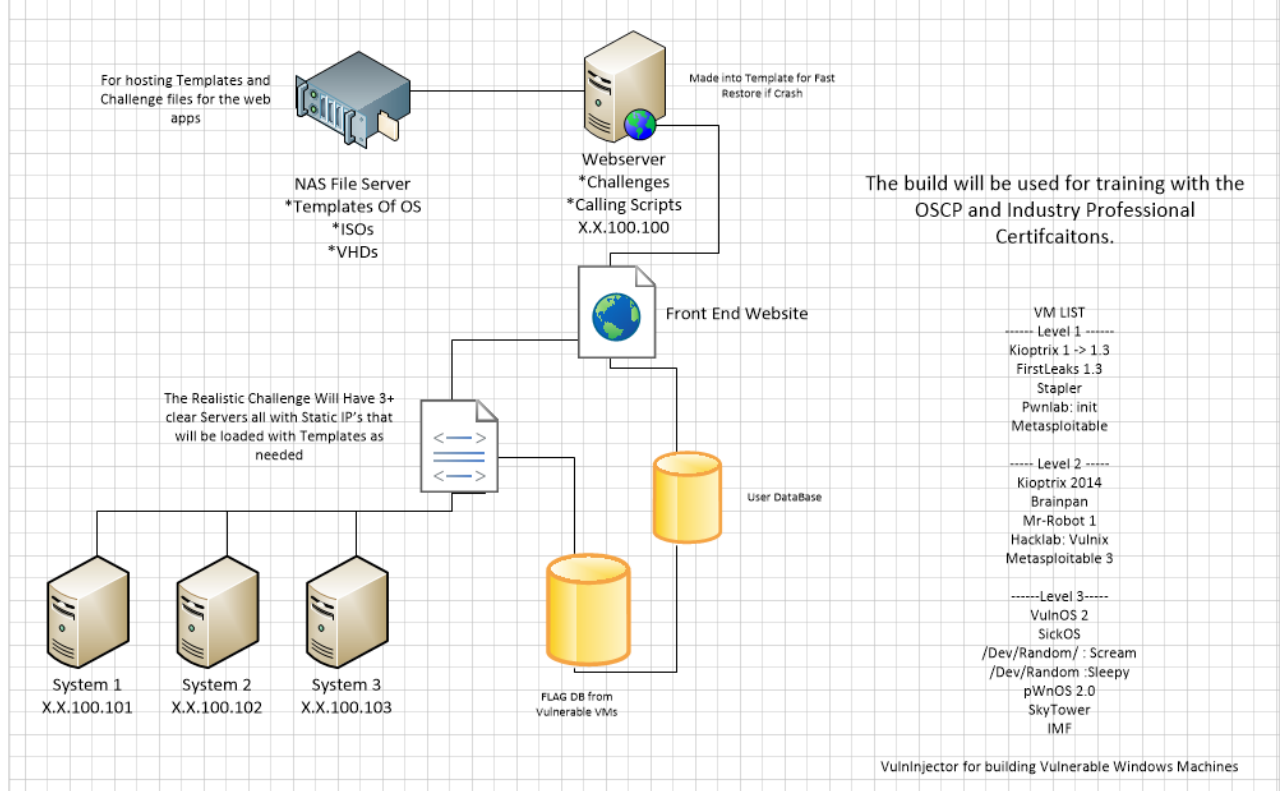 For hosting Templates and
Challenge files for the web
apps
Made into Template for Fast
Restore if Crash
NAS File Server
*Templates Of OS
*ISOs
*VHDs
Webserver
*Challenges
*Calling Scripts
X.X.100.100
The build will be used for training with the
OSCP and Industry Professional
Certifcaitons.
Front End Website
The Realistic Challenge Will Have 3+
clear Servers all with Static IP's that
will be loaded with Templates as
needed
User DataBase
System 1
X.X.100.101
System 2
X.X.100.102
System 3
X.X.100.103
FLAG DB from
Vulnerable VMs
VM LIST
------ Level 1 ------
Kioptrix 1 -> 1.3
FirstLeaks 1.3
Stapler
Pwnlab: init
Metasploitable
----- Level 2 -----
Kioptrix 2014
Brainpan
Mr-Robot 1
Hacklab: Vulnix
Metasploitable 3
------Level 3-----
VulnOS 2
SickOS
/Dev/Random/ : Scream
/Dev/Random :Sleepy
pWnOS 2.0
SkyTower
IMF
VulnInjector for building Vulnerable Windows Machines